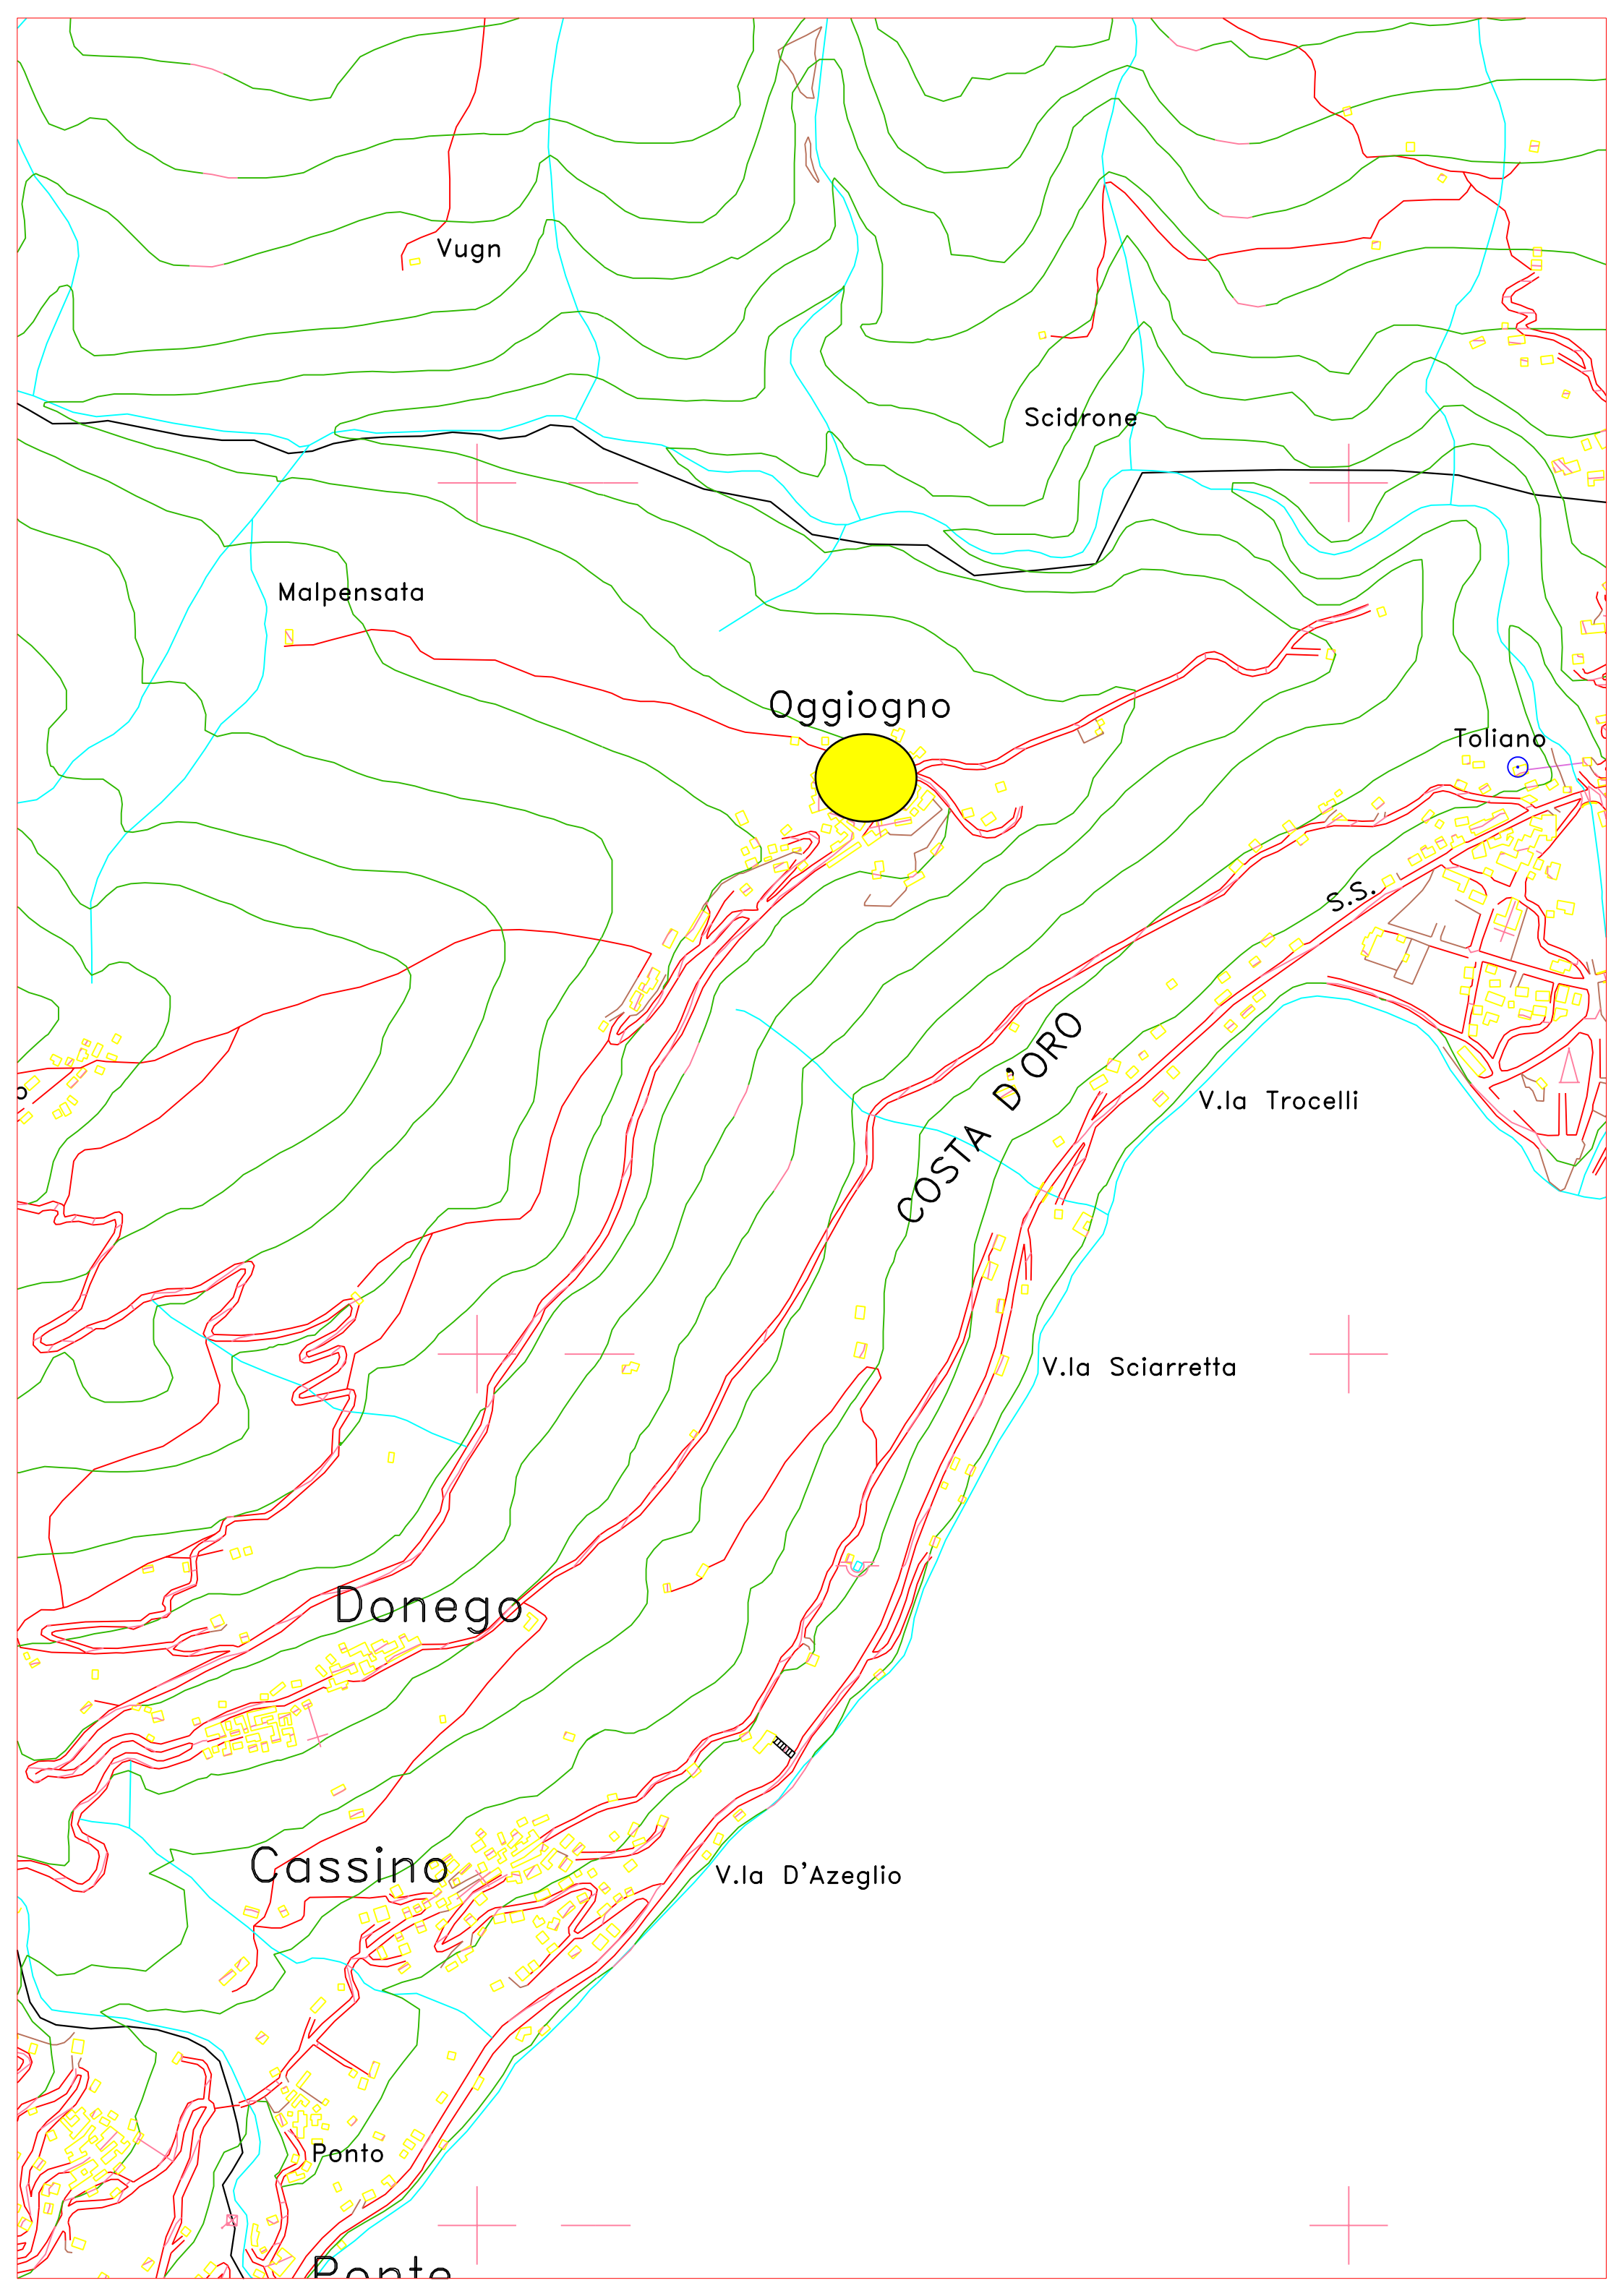 Vugn
Scidrone
Malpensata
Oggiogno
Toliano
S.S.
COSTA D'ORO
V.la Trocelli
V.la Sciarretta
Donego
Cassino
V.la D'Azeglio
Ponto